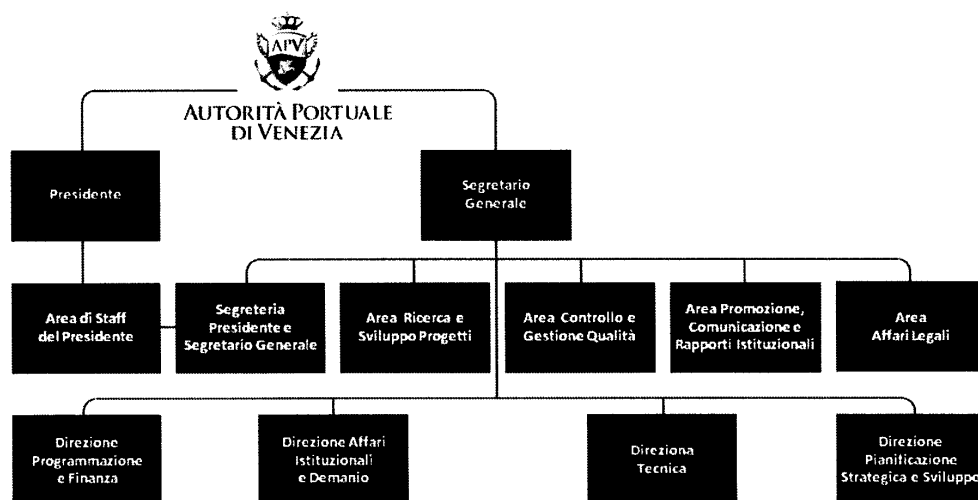 APV
AUTORITÀ PORTUALE
DI VENEZIA
Presidente
Segretario
Generale
Area di Staff
del Presidente
Segreteria
Presidente e
Segretario Generale
Area Ricerca e
Sviluppo Progetti
Area Controllo e
Gestione Qualità
Area Promozione,
Comunicazione e
Rapporti Istituzionali
Area
Affari Legali
Direzione
Programmazione
e Finanza
Direzione Affari
Istituzionali
e Demanio
Direziona
Tecnica
Direzione
Pianificazione
Strategica e Sviluppo